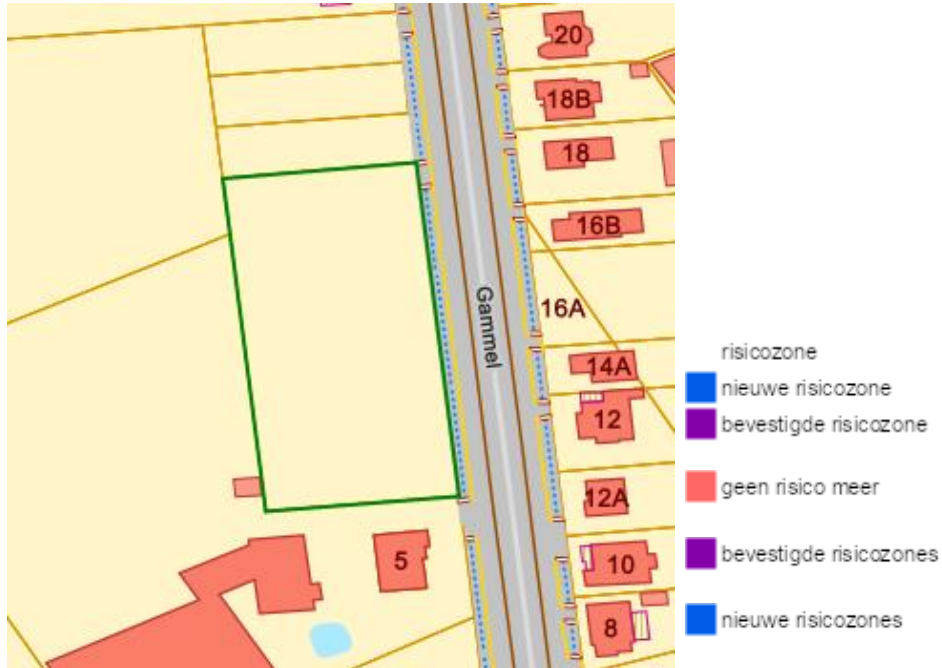 20
18B
18
16B
Gammel
16A
14A
12
12A
5
10
8
risicozone
nieuwe risicozone
bevestigde risicozone
geen risico meer
bevestigde risicozones
nieuwe risicozones